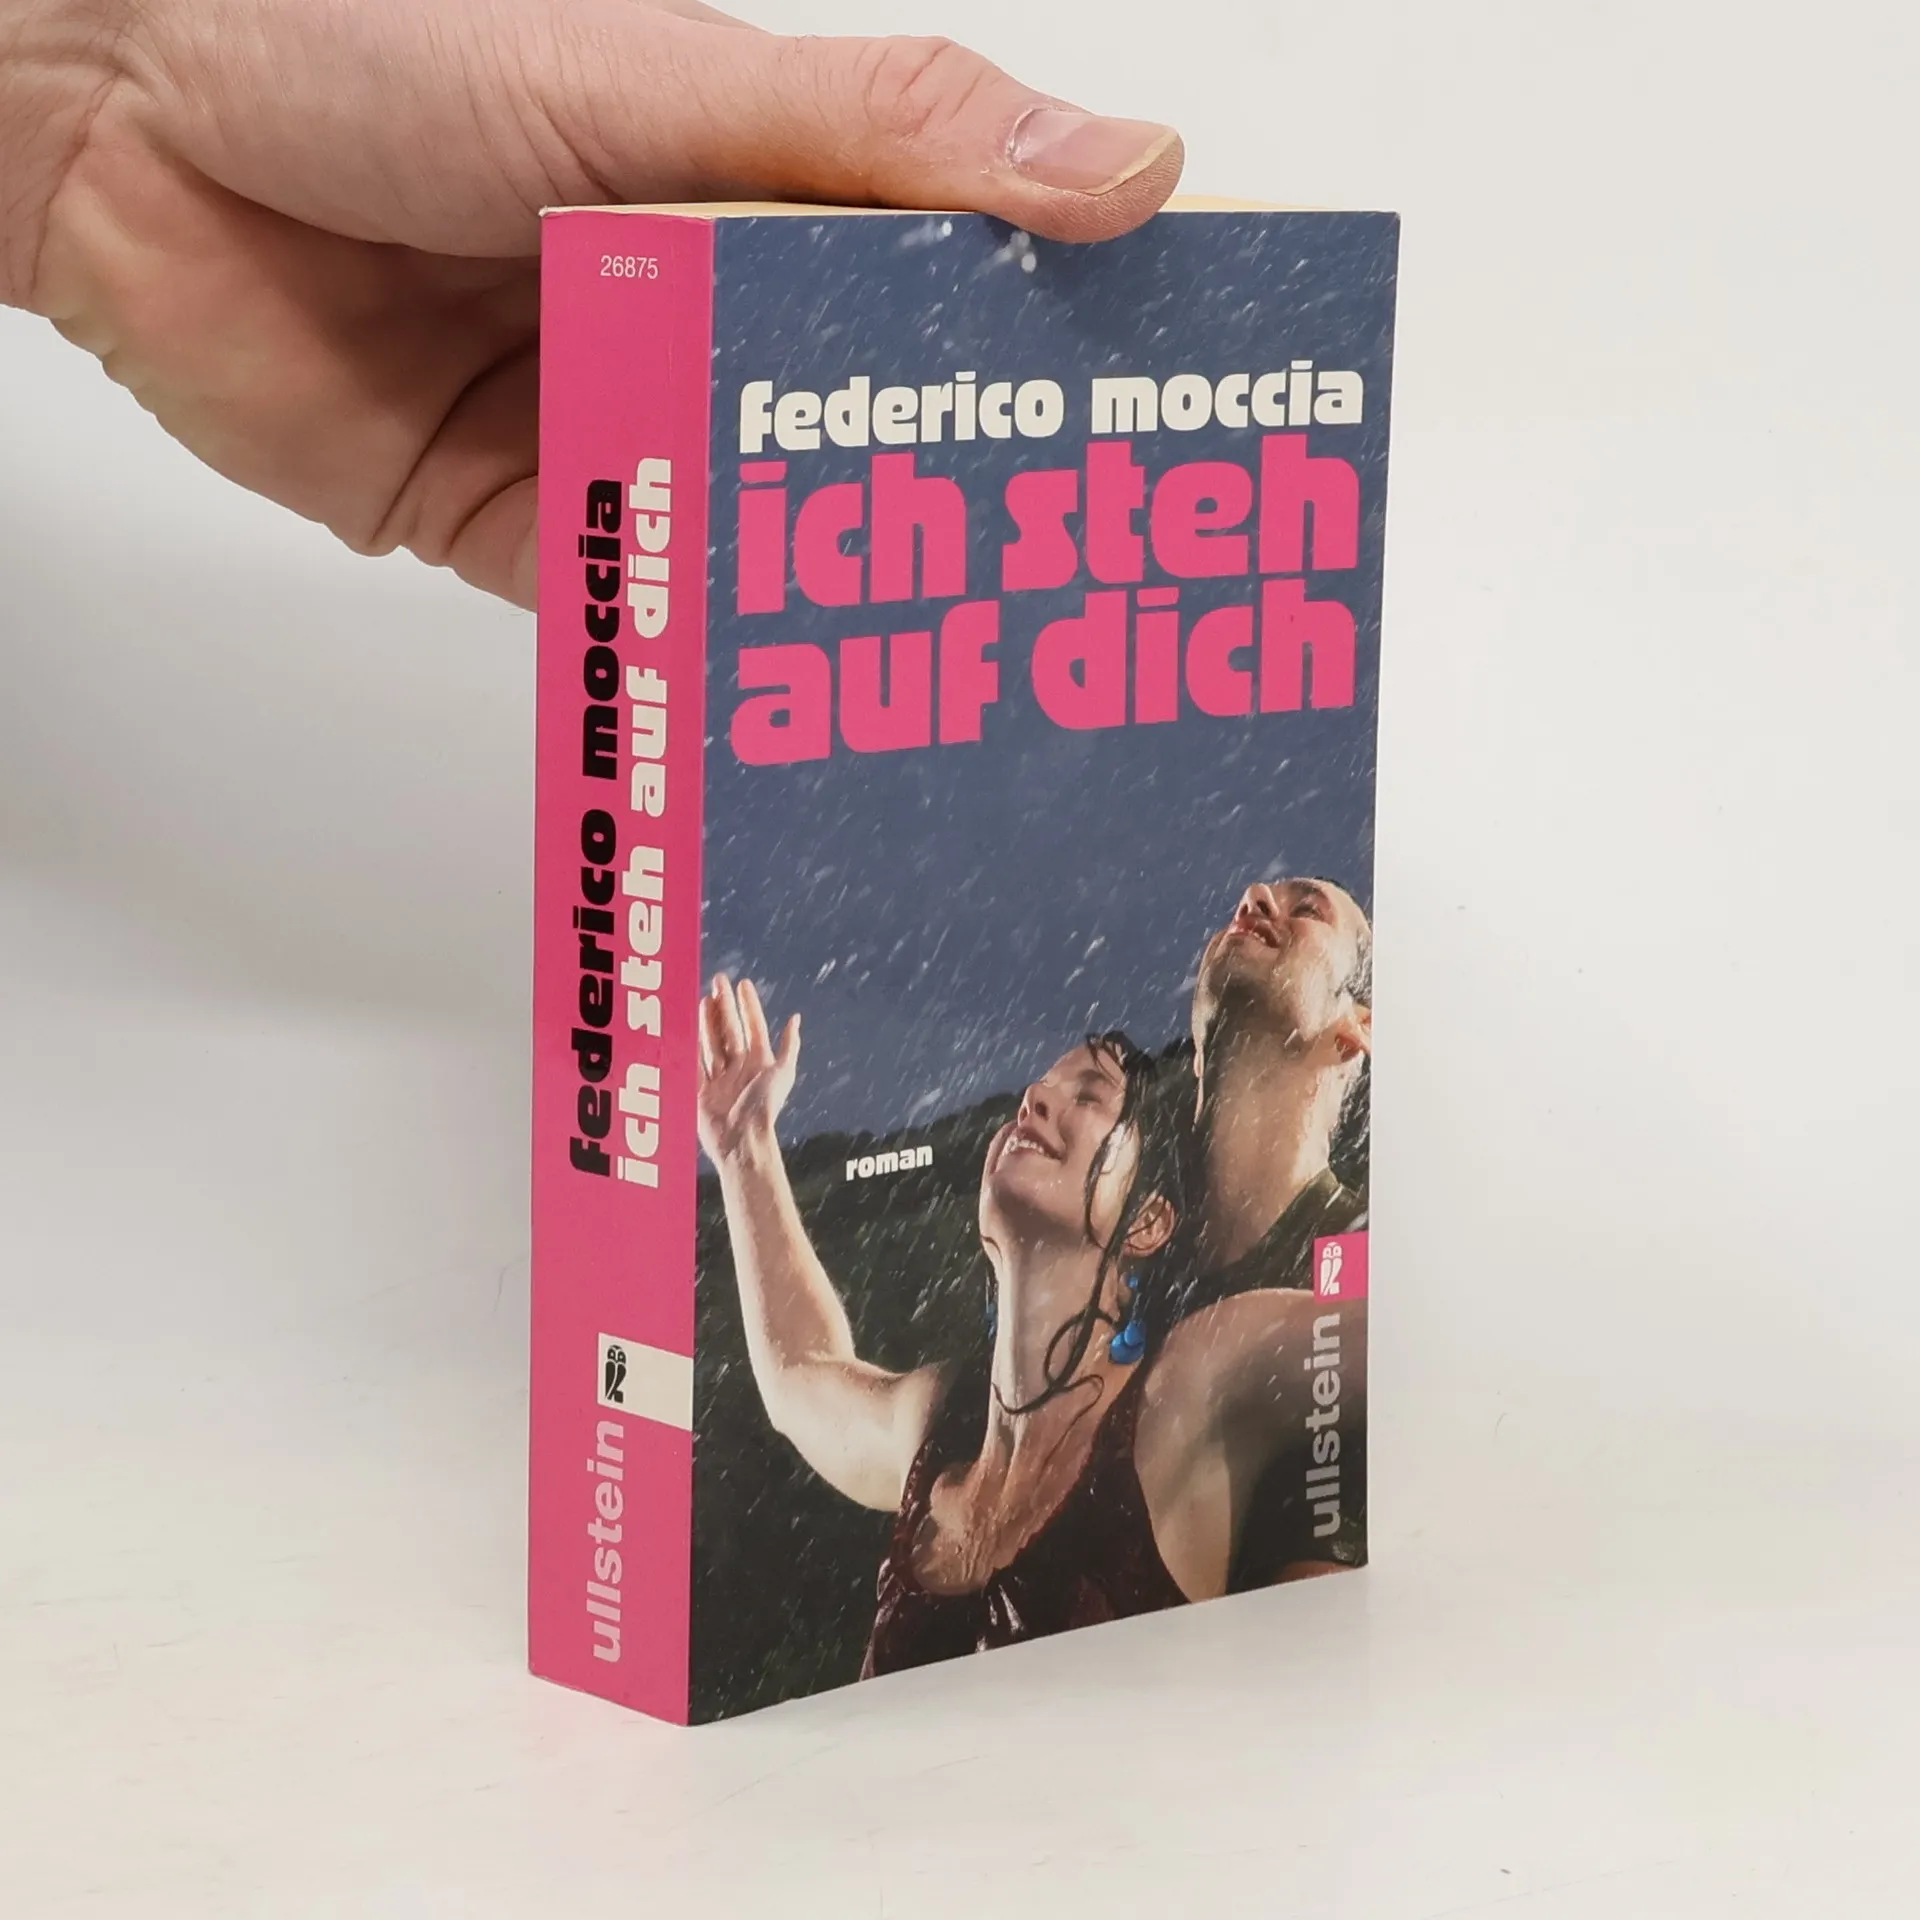 26875
federico moccia
ich steh auf dich
ullstein
federico moccia
ich steh
auf dich
roman
ullstein